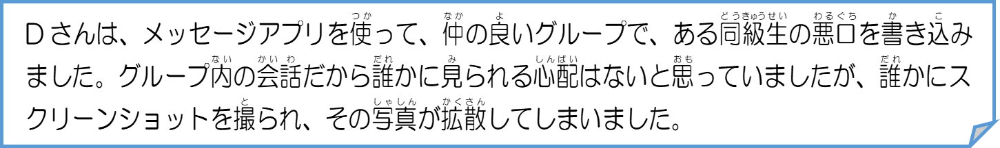 Ｄさんは、メッセージアプリを使って、仲の良いグループで、ある同級生の悪口を書き込み
ました。グループ内の会話だから誰かに見られる心配はないと思っていましたが、誰かにス
クリーンショットを撮られ、その写真が拡散してしまいました。